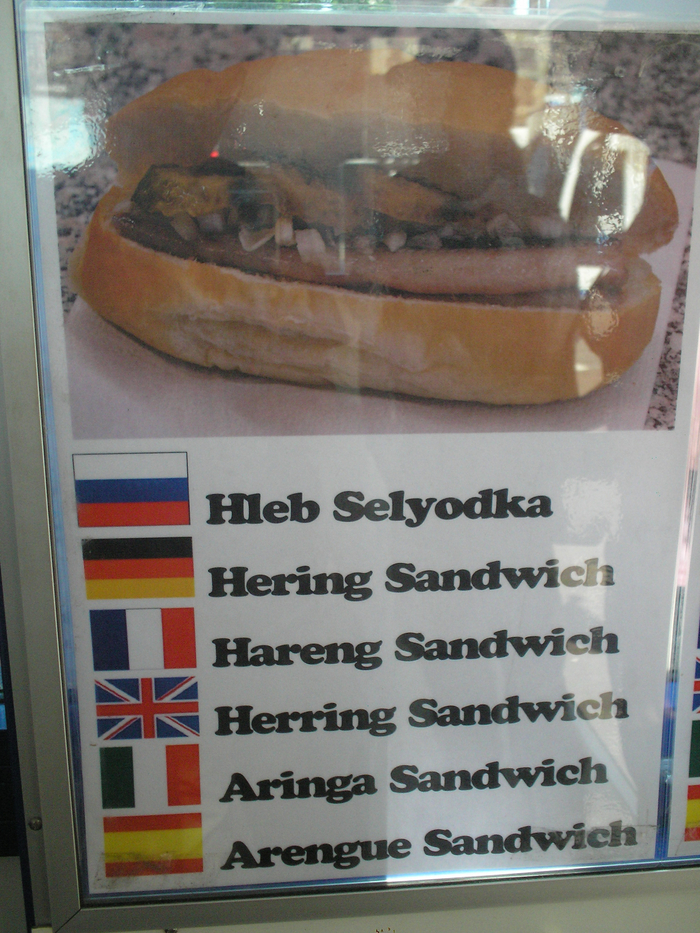 Hleb Selyodka
Hering Sandwich
Hareng Sandwich
Herring Sandwich
Aringa Sandwich
Arengue Sandwich